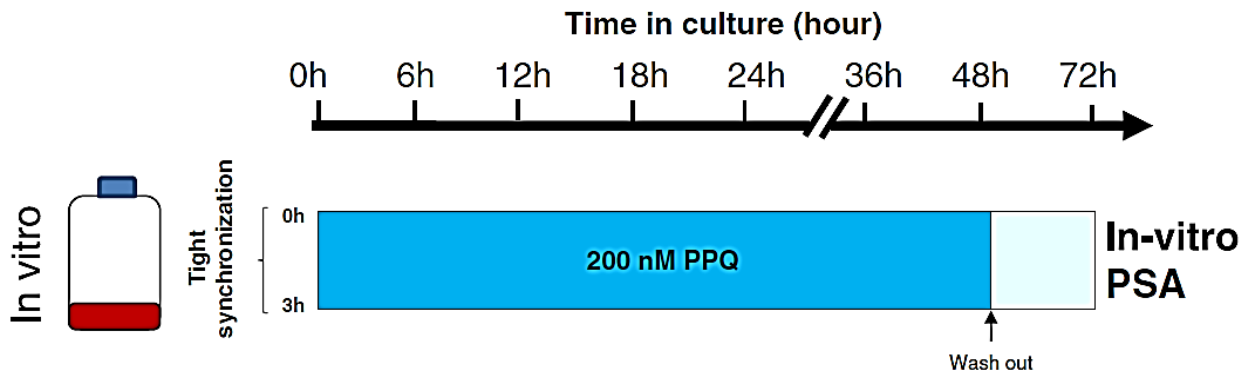 Time in culture (hour)
0h 6h 12h 18h 24h 36h 48h 72h
In vitro
Tight
synchronization
0h
3h
200 nM PPQ
In-vitro
PSA
Wash out